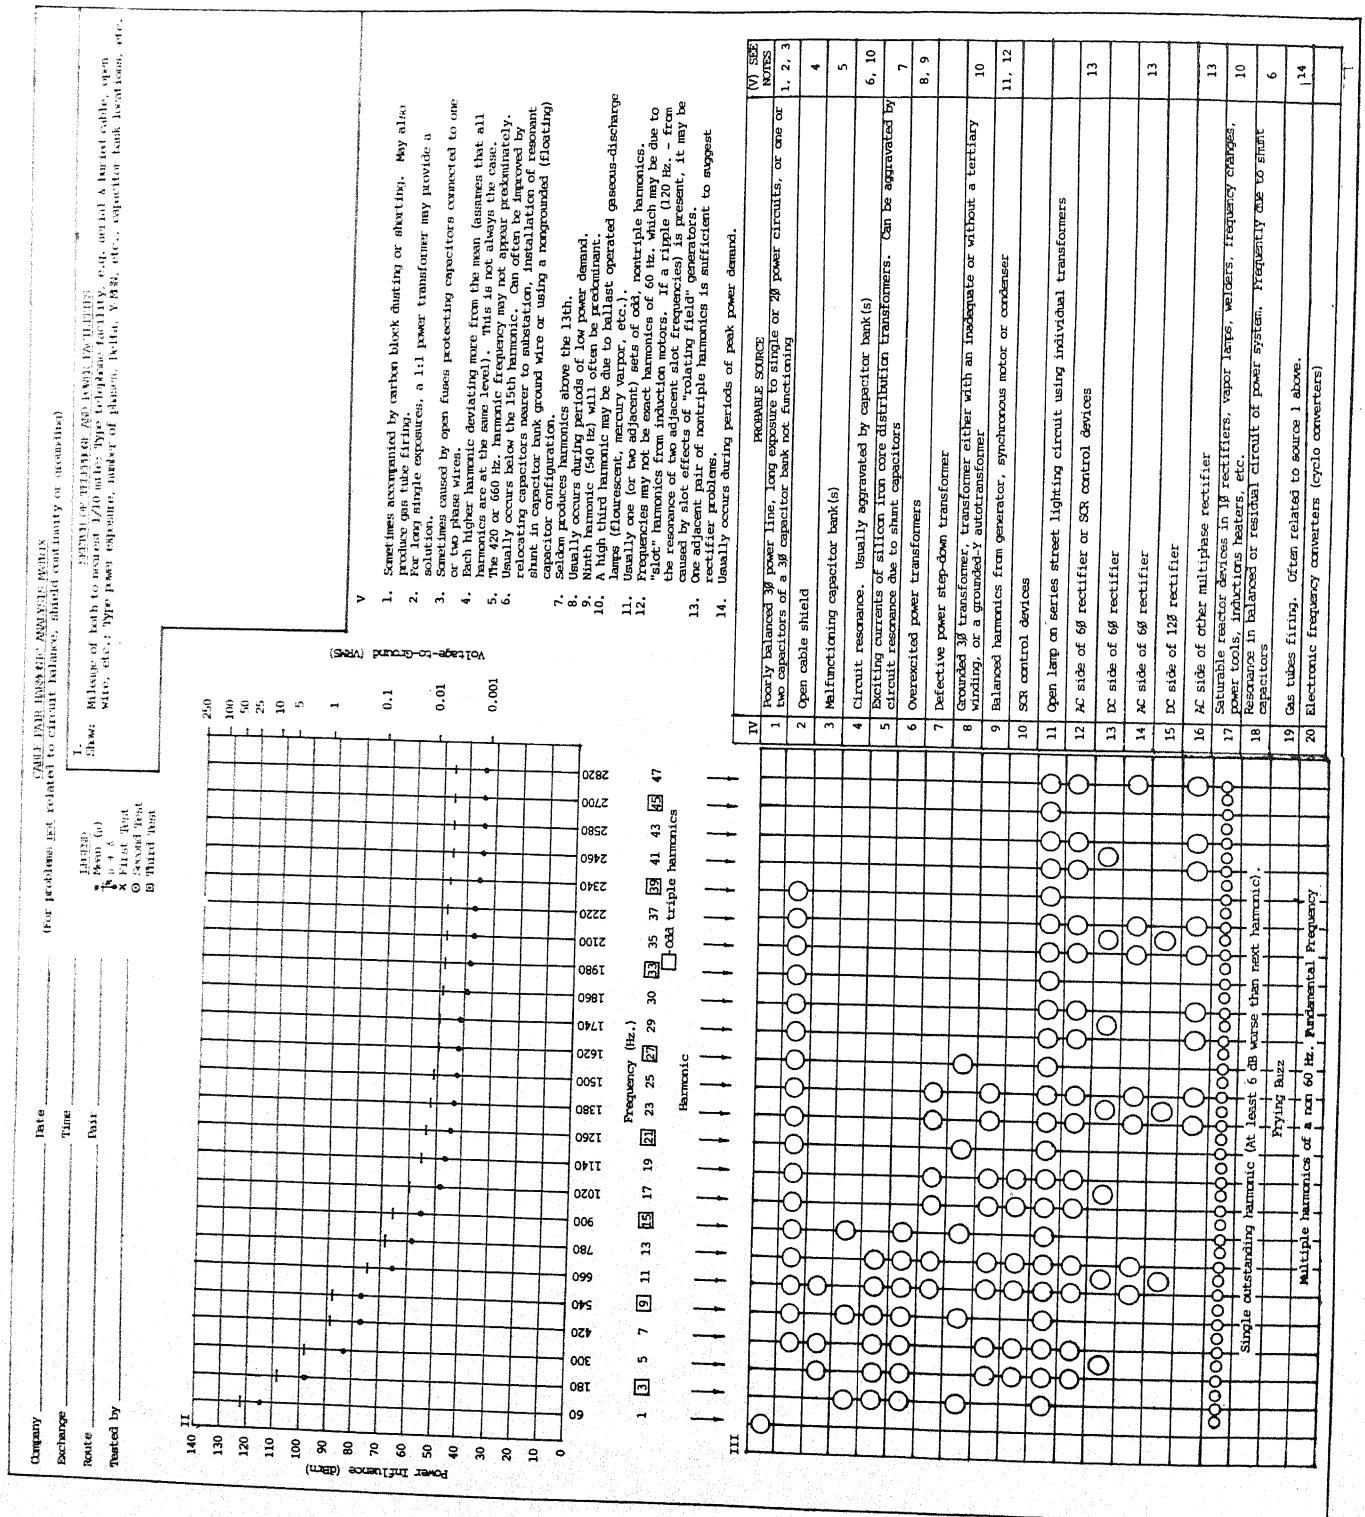 CABLE PAIR HARMONIC ANALYSIS MATRIX
(For problems not related to circuit balance, shield continuity or grounding)
Company
Date
Exchange
Time
Route
Pair
Tested by
LEGEND
• Mean (µ)
µ + σ
x First Test
⊙ Second Test
⊡ Third Test
I.
SKETCH OF TELEPHONE AND POWER FACILITIES
Show: Mileage of both to nearest 1/10 mile; Type telephone facility, e.g. aerial & buried cable, open
wire, etc.; Type power exposure, number of phases, Delta, Y-MGN, etc., capacitor bank locations, etc.
II
Power Influence (dBrn)
140
130
120
110
100
90
80
70
60
50
40
30
20
10
0
Voltage-to-Ground (VRMS)
250
100
50
25
10
5
1
0.1
0.01
0.001
60 180 300 420 540 660 780 900 1020 1140 1260 1380 1500 1620 1740 1860 1980 2100 2220 2340 2460 2580 2700 2820
Frequency (Hz.)
1 3 5 7 9 11 13 15 17 19 21 23 25 27 29 30 33 35 37 39 41 43 45 47
Harmonic
odd triple harmonics
V
1. Sometimes accompanied by carbon block dusting or shorting. May also
produce gas tube firing.
2. For long single exposures, a 1:1 power transformer may provide a
solution.
3. Sometimes caused by open fuses protecting capacitors connected to one
or two phase wires.
4. Each higher harmonic deviating more from the mean (assumes that all
harmonics are at the same level). This is not always the case.
5. The 420 or 660 Hz. harmonic frequency may not appear predominately.
6. Usually occurs below the 15th harmonic. Can often be improved by
relocating capacitors nearer to substation, installation of resonant
shunt in capacitor bank ground wire or using a nongrounded (floating)
capacitor configuration.
7. Seldom produces harmonics above the 13th.
8. Usually occurs during periods of low power demand.
9. Ninth harmonic (540 Hz) will often be predominant.
10. A high third harmonic may be due to ballast operated gaseous-discharge
lamps (flourescent, mercury varpor, etc.).
11. Usually one (or two adjacent) sets of odd, nontriple harmonics.
12. Frequencies may not be exact harmonics of 60 Hz. which may be due to
"slot" harmonics from induction motors. If a ripple (120 Hz. - from
the resonance of two adjacent slot frequencies) is present, it may be
caused by slot effects of "rotating field" generators.
13. One adjacent pair of nontriple harmonics is sufficient to suggest
rectifier problems.
14. Usually occurs during periods of peak power demand.
III
Single outstanding harmonic (At least 6 dB worse than next harmonic).
Frying Buzz
Multiple harmonics of a non 60 Hz. Fundamental Frequency
IV PROBABLE SOURCE (V) SEE
NOTES
1 Poorly balanced 3Ø power line, long exposure to single or 2Ø power circuits, or one or 1, 2, 3
two capacitors of a 3Ø capacitor bank not functioning
2 Open cable shield 4
3 Malfunctioning capacitor bank(s) 5
4 Circuit resonance. Usually aggravated by capacitor bank(s) 6, 10
5 Exciting currents of silicon iron core distribution transformers. Can be aggravated by 7
circuit resonance due to shunt capacitors
6 Overexcited power transformers 8, 9
7 Defective power step-down transformer
8 Grounded 3Ø transformer, transformer either with an inadequate or without a tertiary 10
winding, or a grounded-Y autotransformer
9 Balanced harmonics from generator, synchronous motor or condenser 11, 12
10 SCR control devices
11 Open lamp on series street lighting circuit using individual transformers
12 AC side of 6Ø rectifier or SCR control devices 13
13 DC side of 6Ø rectifier
14 AC side of 6Ø rectifier 13
15 DC side of 12Ø rectifier
16 AC side of other multiphase rectifier 13
17 Saturable reactor devices in 1Ø rectifiers, vapor lamps, welders, frequency changes, 10
power tools, inductions heaters, etc.
18 Resonance in balanced or residual circuit of power system. Frequently due to shunt 6
capacitors
19 Gas tubes firing. Often related to source 1 above. 14
20 Electronic frequency converters (cyclo converters)